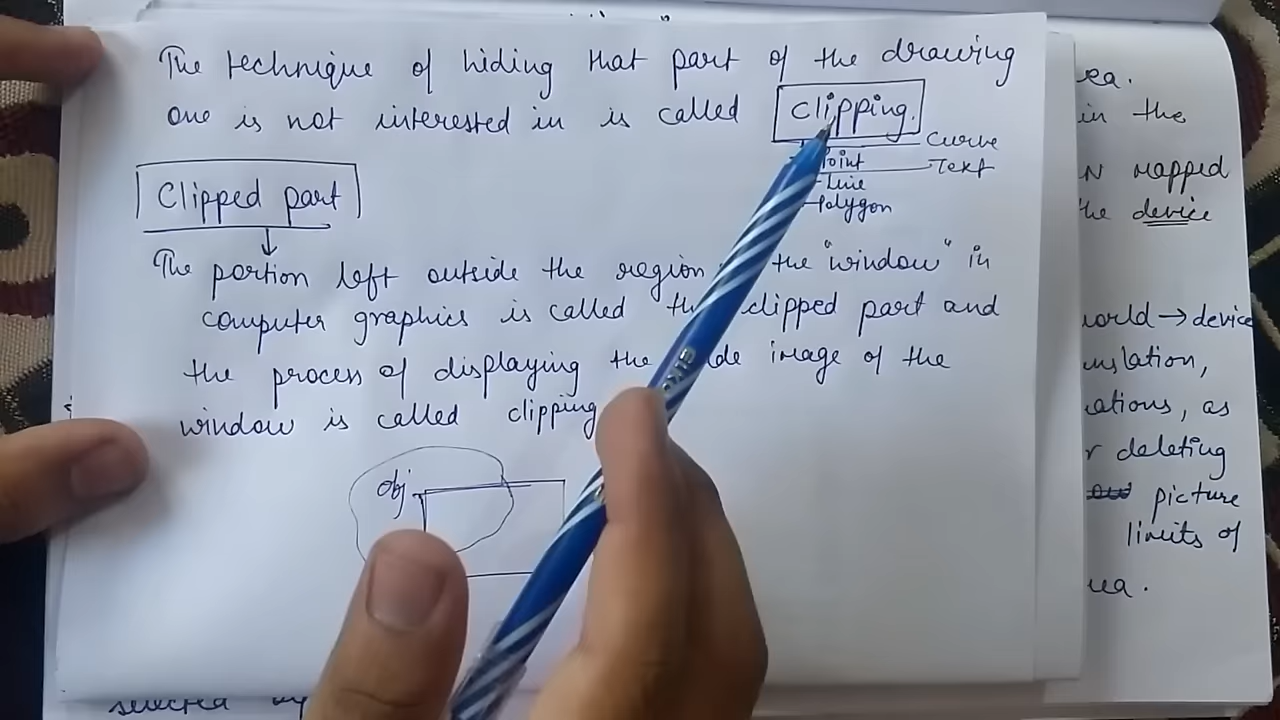 The technique of hiding that part of the drawing
one is not interested in is called Clipping.
Curve
Point
Text
Line
Polygon
Clipped part
The portion left outside the region the "window" in
computer graphics is called the clipped part and
the process of displaying the image of the
window is called clipping
Obj
ea.
in the
mapped
the device
world → device
ations, as
deleting
picture
limits of
selected by